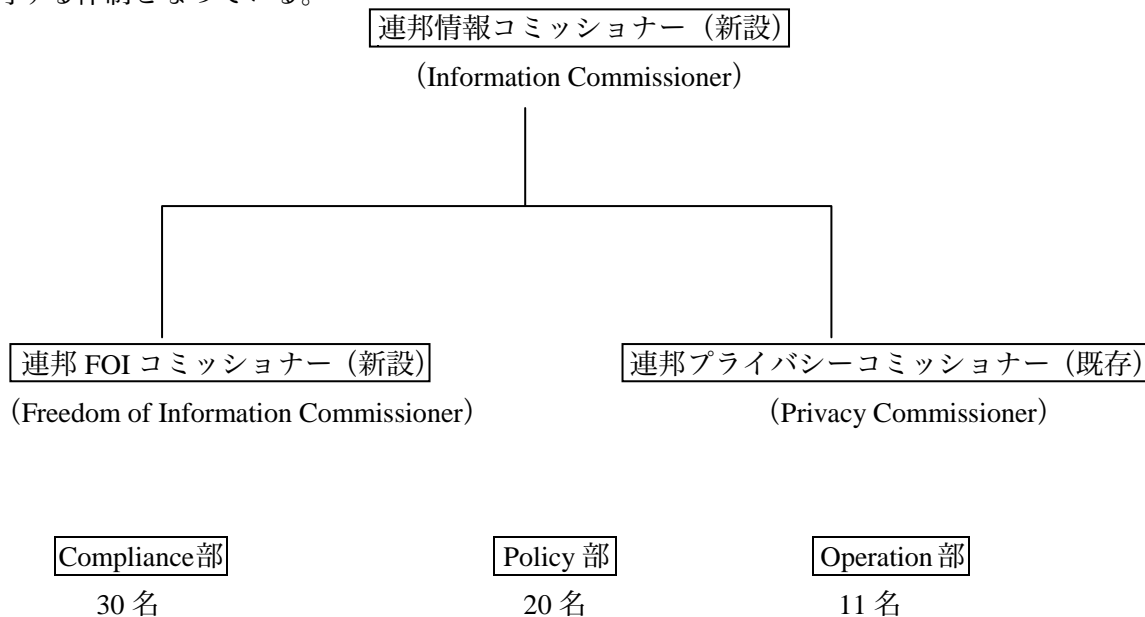 する体制となっている。
連邦情報コミッショナー（新設）
（Information Commissioner）
連邦 FOI コミッショナー（新設）
連邦プライバシーコミッショナー（既存）
（Freedom of Information Commissioner）
（Privacy Commissioner）
Compliance部
Policy 部
Operation 部
30 名
20 名
11 名